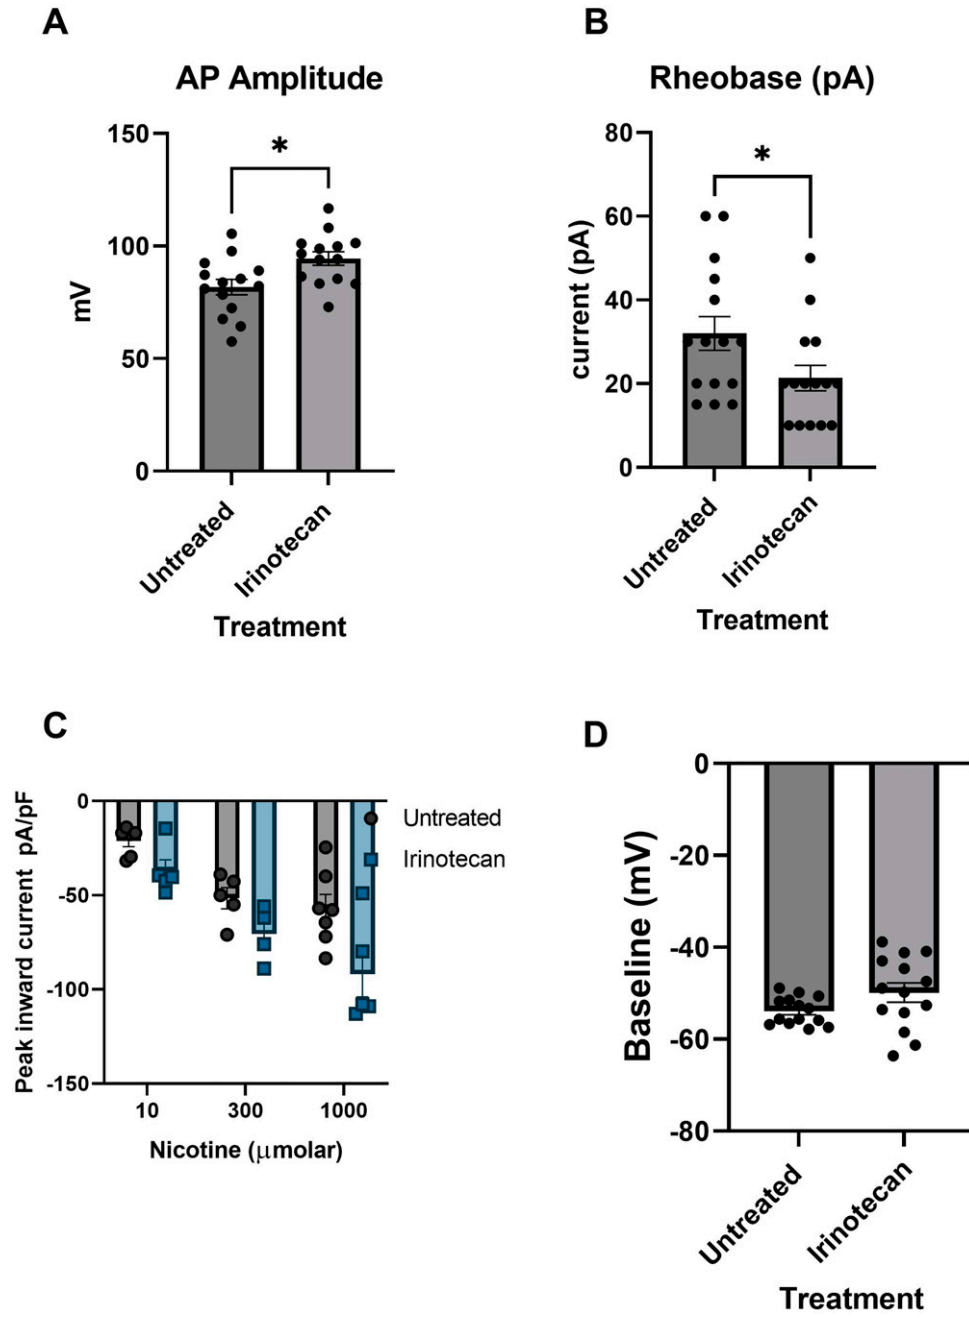 A
AP Amplitude
150
100
50
0
mV
*
Untreated
Irinotecan
Treatment
B
Rheobase (pA)
80
60
40
20
0
current (pA)
*
Untreated
Irinotecan
Treatment
C
Peak inward current pA/pF
0
-50
-100
-150
10
300
1000
Nicotine (μmolar)
Untreated
Irinotecan
D
Baseline (mV)
0
-20
-40
-60
-80
Untreated
Irinotecan
Treatment